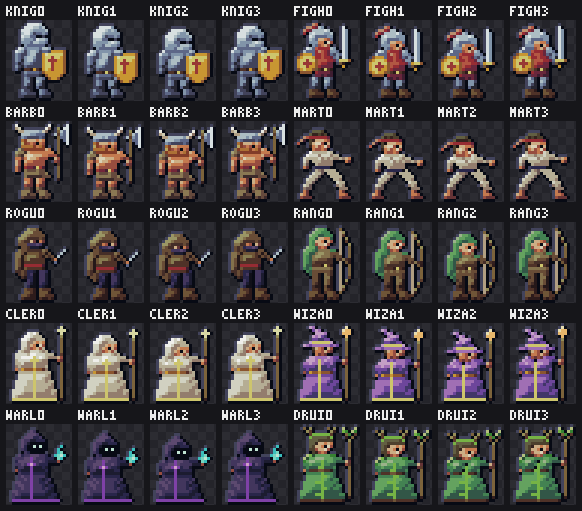 KNIG0 KNIG1 KNIG2 KNIG3 FIGH0 FIGH1 FIGH2 FIGH3
BARB0 BARB1 BARB2 BARB3 MART0 MART1 MART2 MART3
ROGU0 ROGU1 ROGU2 ROGU3 RANG0 RANG1 RANG2 RANG3
CLER0 CLER1 CLER2 CLER3 WIZA0 WIZA1 WIZA2 WIZA3
WARL0 WARL1 WARL2 WARL3 DRUI0 DRUI1 DRUI2 DRUI3